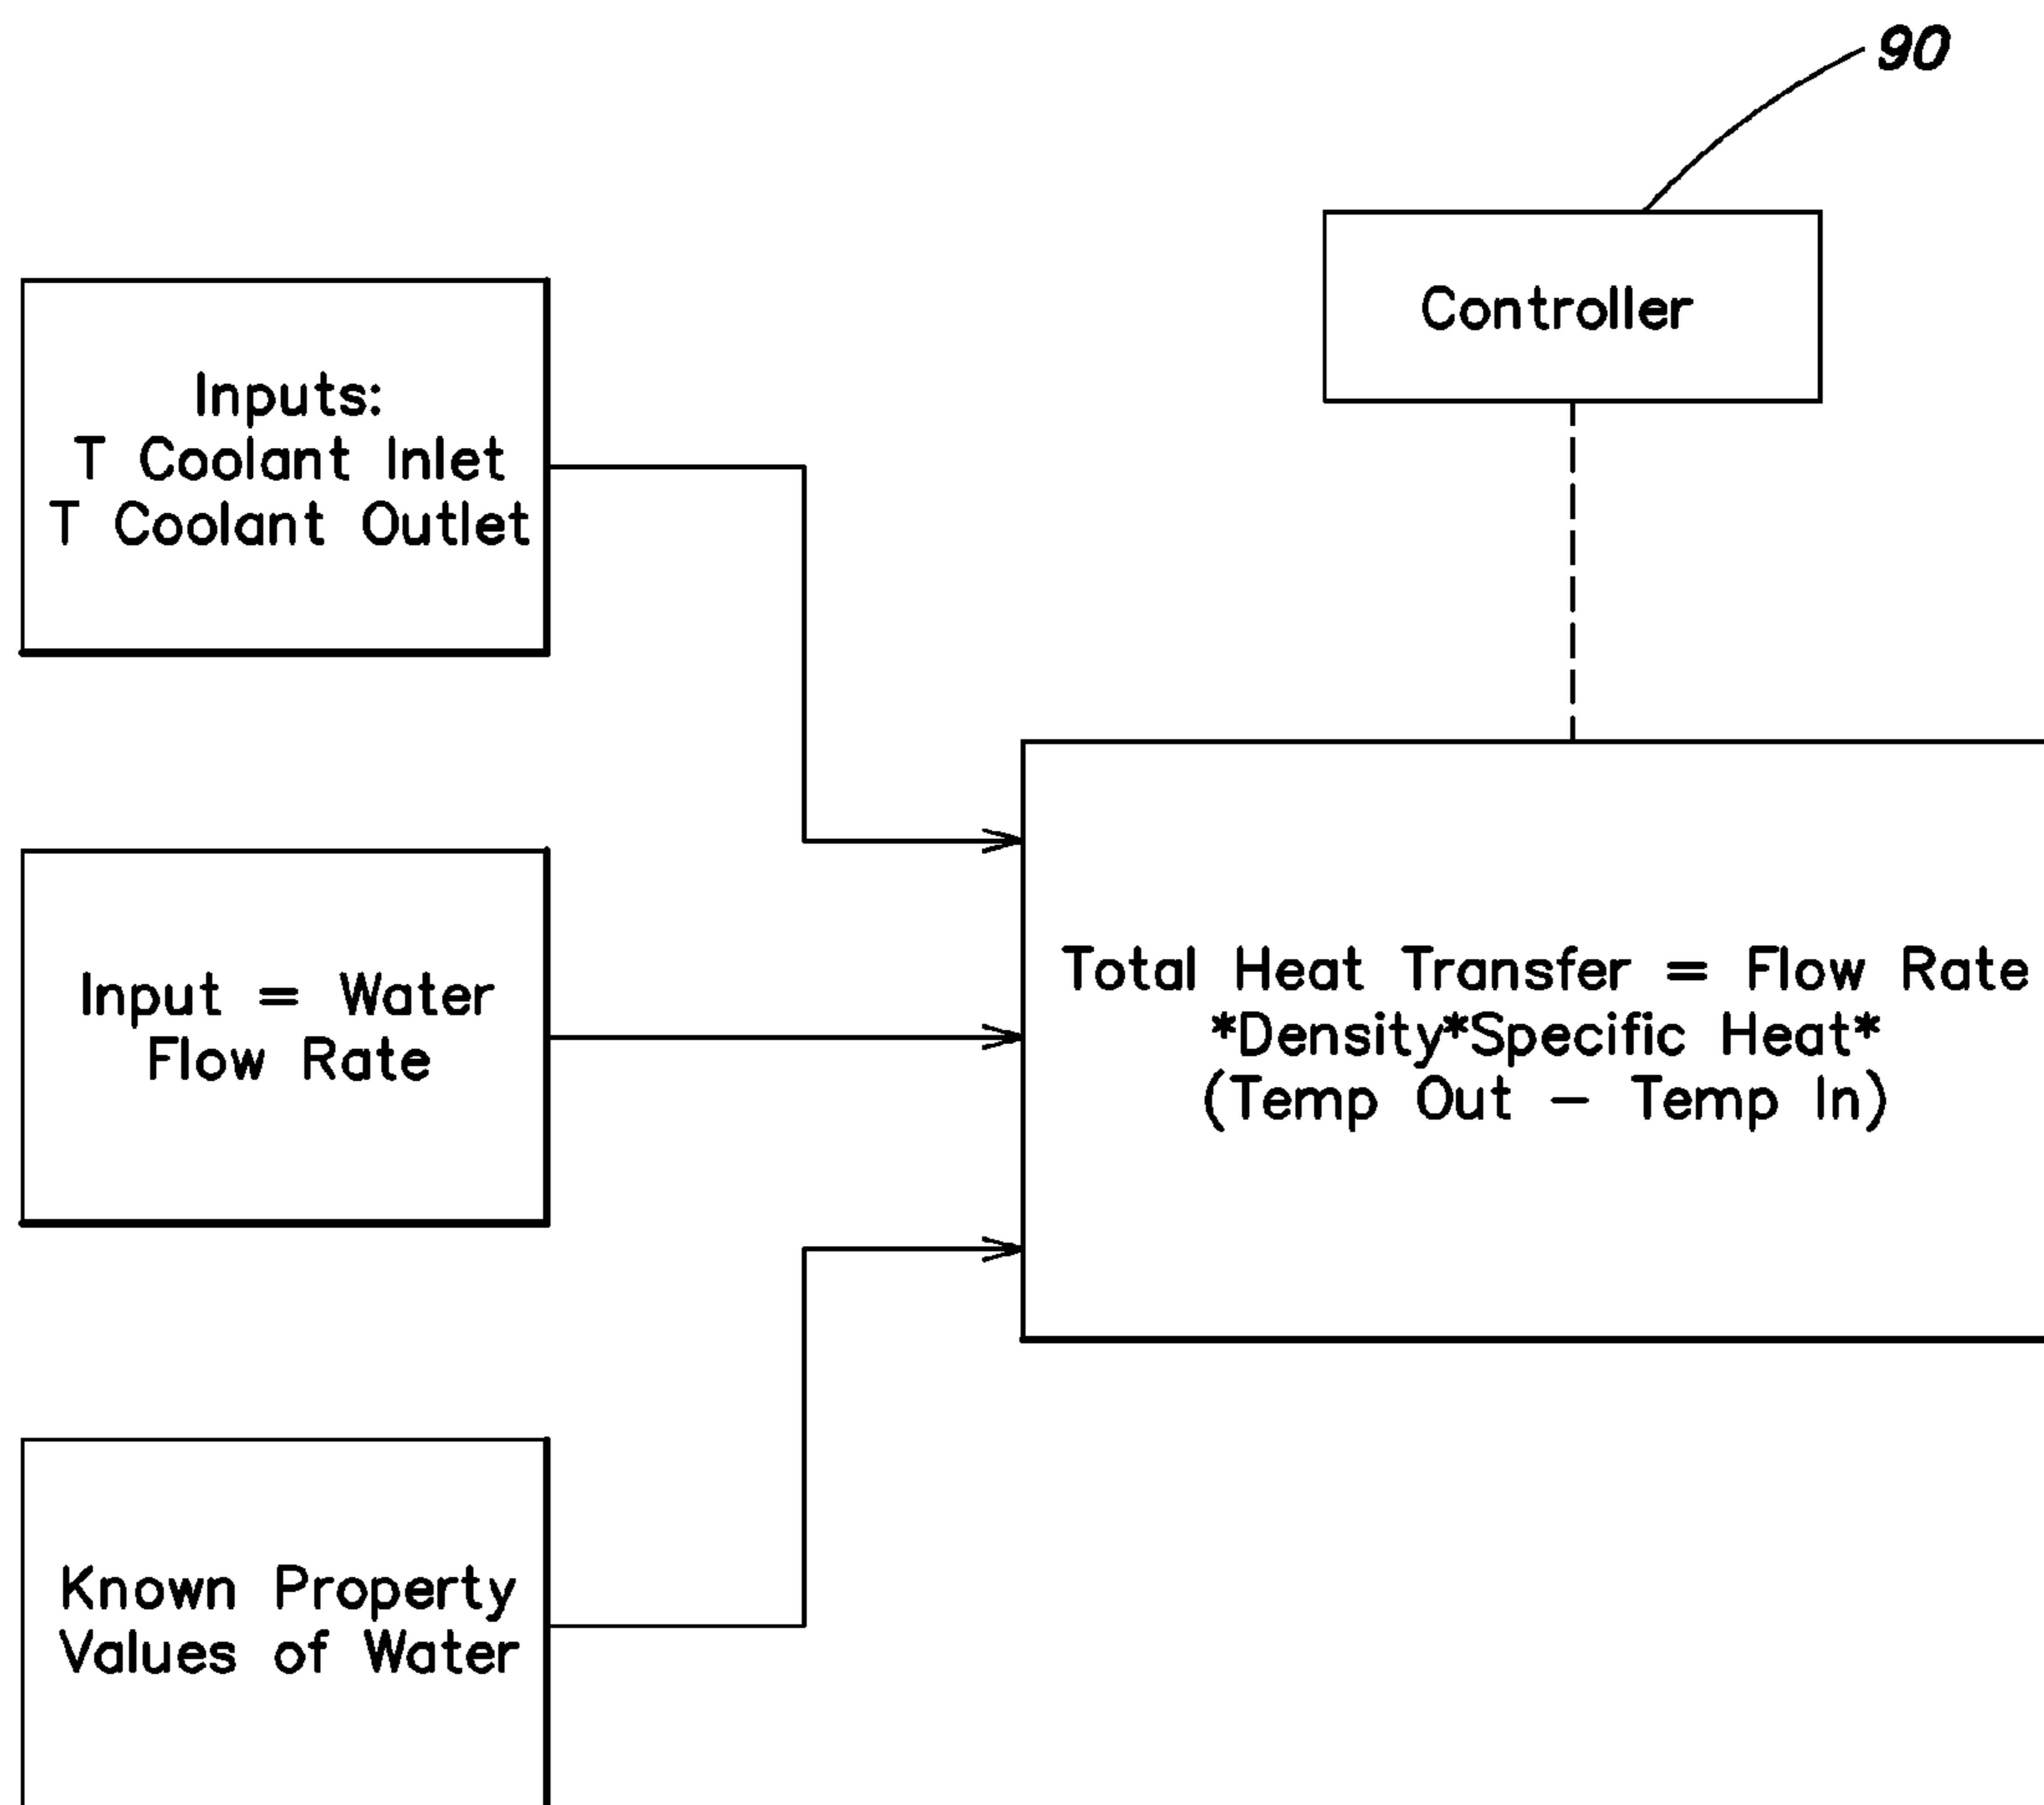 90
Controller
Inputs:
T Coolant Inlet
T Coolant Outlet
Input = Water
Flow Rate
Total Heat Transfer = Flow Rate
*Density*Specific Heat*
(Temp Out – Temp In)
Known Property
Values of Water